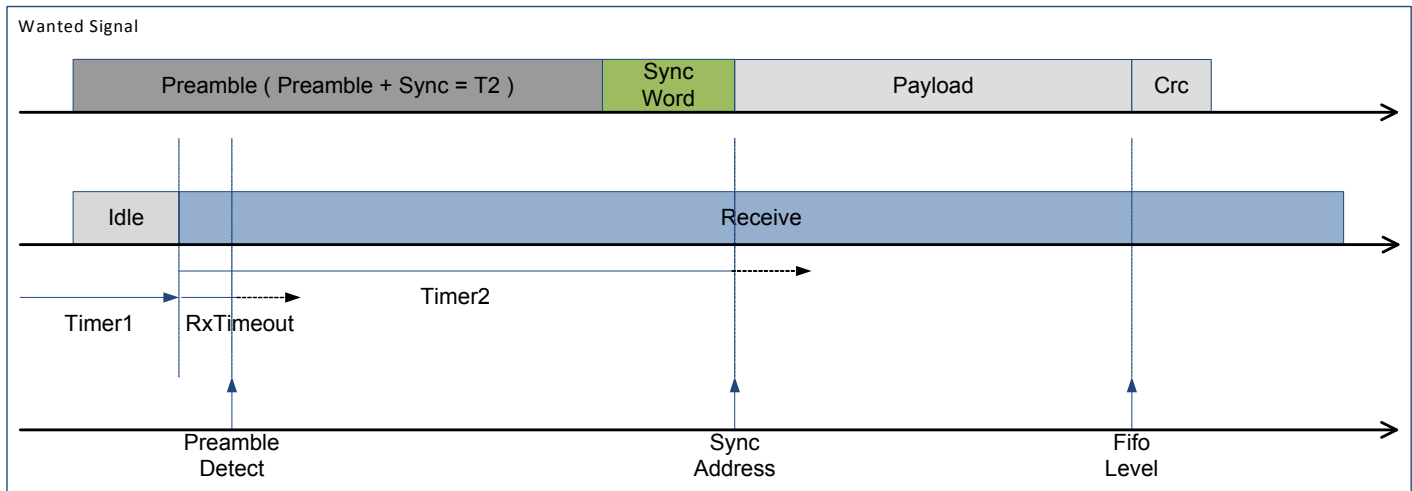 Wanted Signal
Preamble ( Preamble + Sync = T2 )
Sync
Word
Payload
Crc
Idle
Receive
Timer2
Timer1
RxTimeout
Preamble
Detect
Sync
Address
Fifo
Level